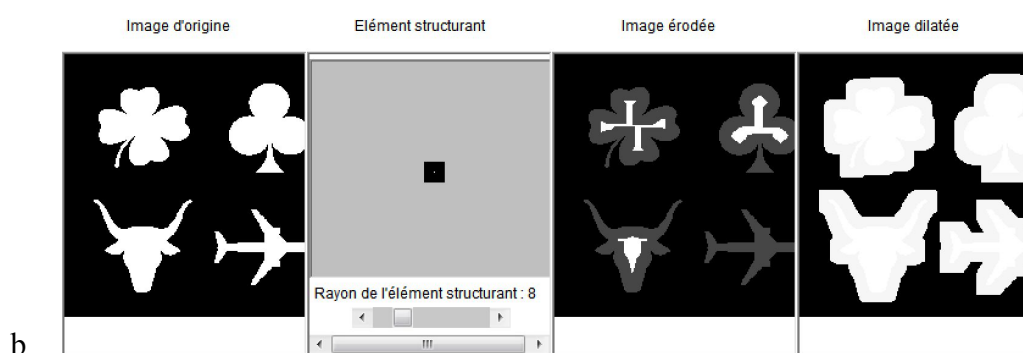 Image d'origine
Elément structurant
Image érodée
Image dilatée
Rayon de l'élément structurant : 8
b